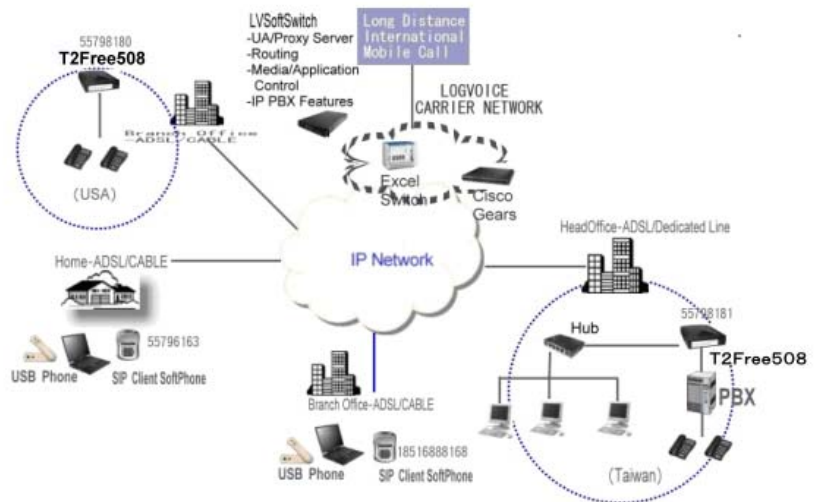 LVSoftSwitch
-UA/Proxy Server
-Routing
-Media/Application
Control
-IP PBX Features
Long Distance
International
Mobile Call
55798180
T2Free508
Branch Office
-ADSL/CABLE
(USA)
LOGVOICE
CARRIER NETWORK
Excel
Switch
Cisco
Gears
IP Network
HeadOffice-ADSL/Dedicated Line
Home-ADSL/CABLE
55796163
USB Phone
SIP Client SoftPhone
Branch Office-ADSL/CABLE
18516888168
USB Phone
SIP Client SoftPhone
55798181
Hub
T2Free508
PBX
(Taiwan)